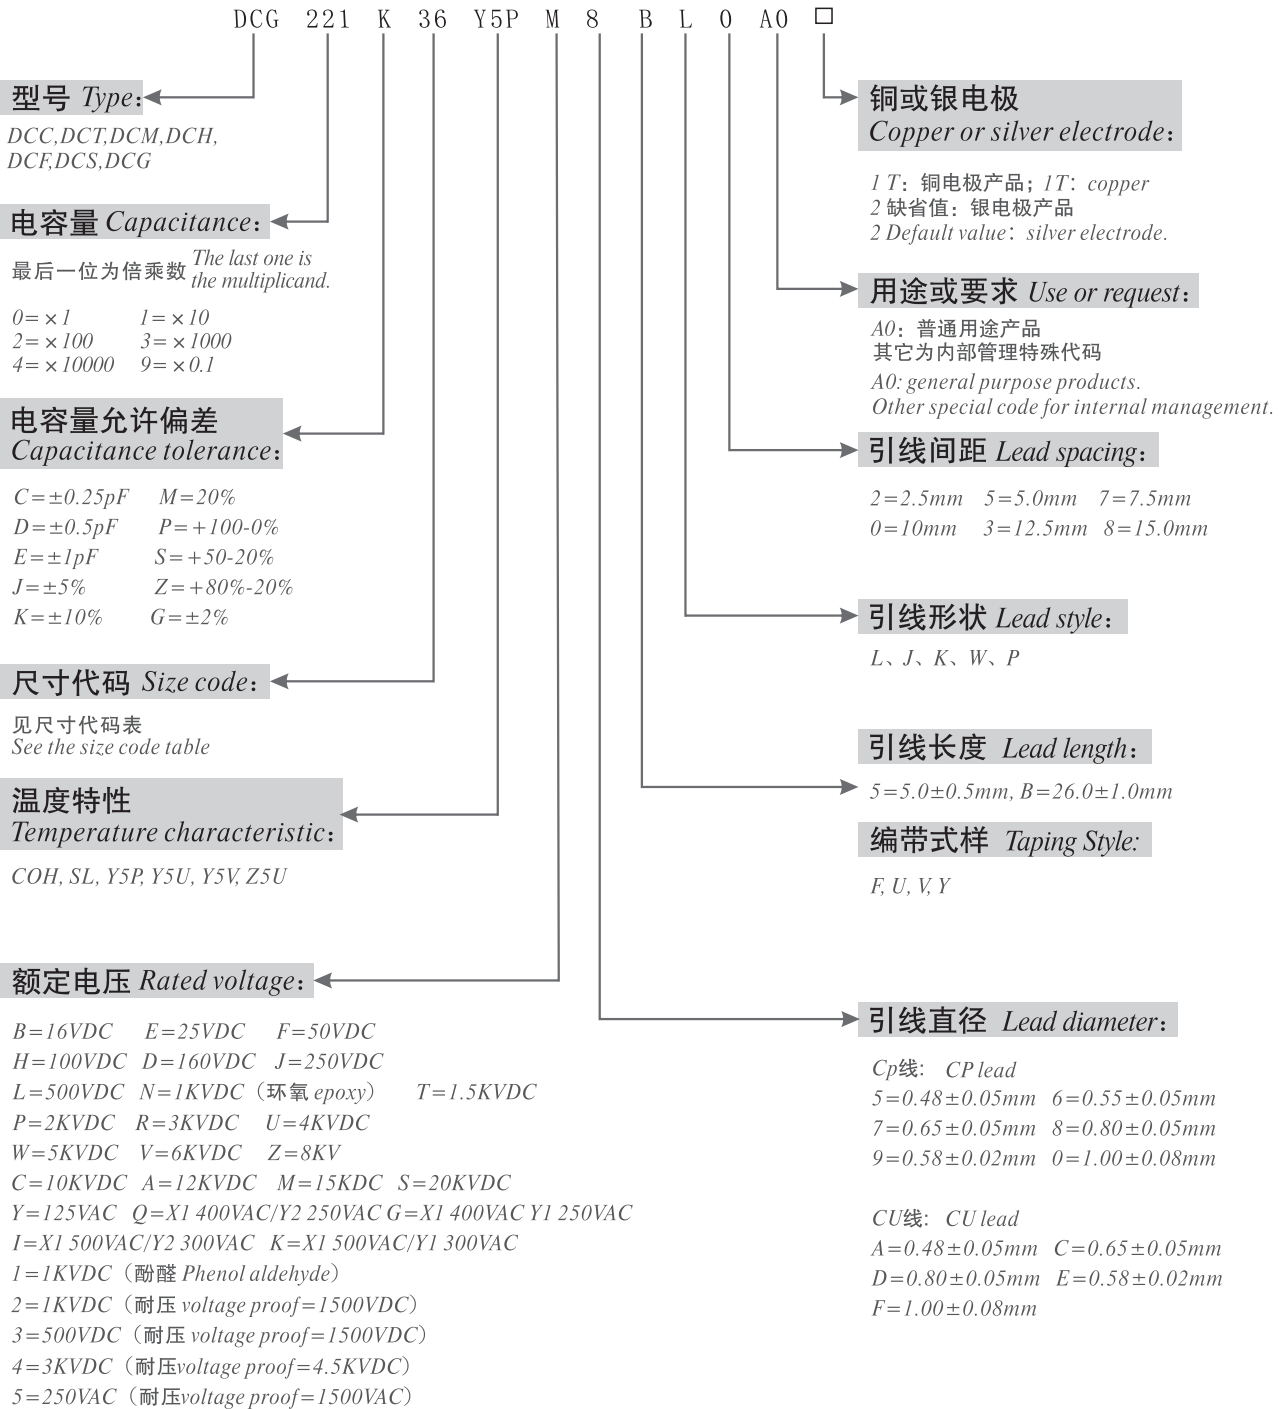 DCG 221 K 36 Y5P M 8 B L 0 A0 □
型号 Type：
DCC,DCT,DCM,DCH,
DCF,DCS,DCG
电容量 Capacitance：
最后一位为倍乘数 The last one is
the multiplicand.
0=×1 1=×10
2=×100 3=×1000
4=×10000 9=×0.1
电容量允许偏差
Capacitance tolerance：
C=±0.25pF M=20%
D=±0.5pF P=+100-0%
E=±1pF S=+50-20%
J=±5% Z=+80%-20%
K=±10% G=±2%
尺寸代码 Size code：
见尺寸代码表
See the size code table
温度特性
Temperature characteristic：
COH, SL, Y5P, Y5U, Y5V, Z5U
额定电压 Rated voltage：
B=16VDC E=25VDC F=50VDC
H=100VDC D=160VDC J=250VDC
L=500VDC N=1KVDC（环氧 epoxy） T=1.5KVDC
P=2KVDC R=3KVDC U=4KVDC
W=5KVDC V=6KVDC Z=8KV
C=10KVDC A=12KVDC M=15KDC S=20KVDC
Y=125VAC Q=X1 400VAC/Y2 250VAC G=X1 400VAC Y1 250VAC
I=X1 500VAC/Y2 300VAC K=X1 500VAC/Y1 300VAC
1=1KVDC（酚醛 Phenol aldehyde）
2=1KVDC（耐压 voltage proof=1500VDC）
3=500VDC（耐压 voltage proof=1500VDC）
4=3KVDC（耐压voltage proof=4.5KVDC）
5=250VAC（耐压voltage proof=1500VAC）
铜或银电极
Copper or silver electrode：
1 T：铜电极产品；1T：copper
2 缺省值：银电极产品
2 Default value：silver electrode.
用途或要求 Use or request：
A0：普通用途产品
其它为内部管理特殊代码
A0: general purpose products.
Other special code for internal management.
引线间距 Lead spacing：
2=2.5mm 5=5.0mm 7=7.5mm
0=10mm 3=12.5mm 8=15.0mm
引线形状 Lead style：
L、J、K、W、P
引线长度 Lead length：
5=5.0±0.5mm, B=26.0±1.0mm
编带式样 Taping Style:
F, U, V, Y
引线直径 Lead diameter：
Cp线: CP lead
5=0.48±0.05mm 6=0.55±0.05mm
7=0.65±0.05mm 8=0.80±0.05mm
9=0.58±0.02mm 0=1.00±0.08mm
CU线: CU lead
A=0.48±0.05mm C=0.65±0.05mm
D=0.80±0.05mm E=0.58±0.02mm
F=1.00±0.08mm